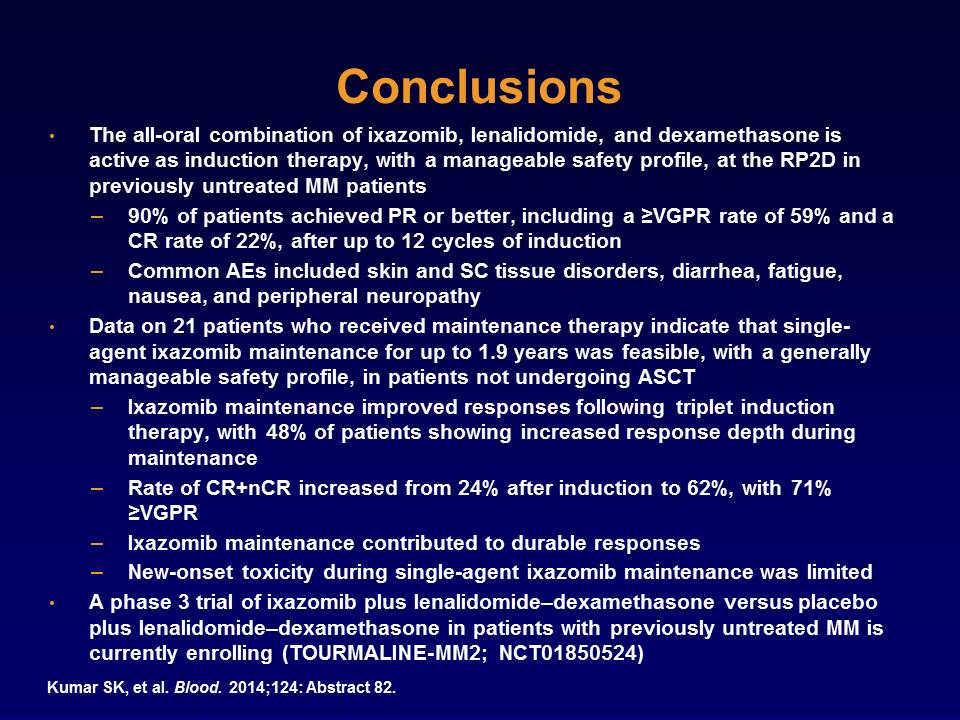 Conclusions
• The all-oral combination of ixazomib, lenalidomide, and dexamethasone is
active as induction therapy, with a manageable safety profile, at the RP2D in
previously untreated MM patients
– 90% of patients achieved PR or better, including a ≥VGPR rate of 59% and a
CR rate of 22%, after up to 12 cycles of induction
– Common AEs included skin and SC tissue disorders, diarrhea, fatigue,
nausea, and peripheral neuropathy
• Data on 21 patients who received maintenance therapy indicate that single-
agent ixazomib maintenance for up to 1.9 years was feasible, with a generally
manageable safety profile, in patients not undergoing ASCT
– Ixazomib maintenance improved responses following triplet induction
therapy, with 48% of patients showing increased response depth during
maintenance
– Rate of CR+nCR increased from 24% after induction to 62%, with 71%
≥VGPR
– Ixazomib maintenance contributed to durable responses
– New-onset toxicity during single-agent ixazomib maintenance was limited
• A phase 3 trial of ixazomib plus lenalidomide–dexamethasone versus placebo
plus lenalidomide–dexamethasone in patients with previously untreated MM is
currently enrolling (TOURMALINE-MM2; NCT01850524)
Kumar SK, et al. Blood. 2014;124: Abstract 82.